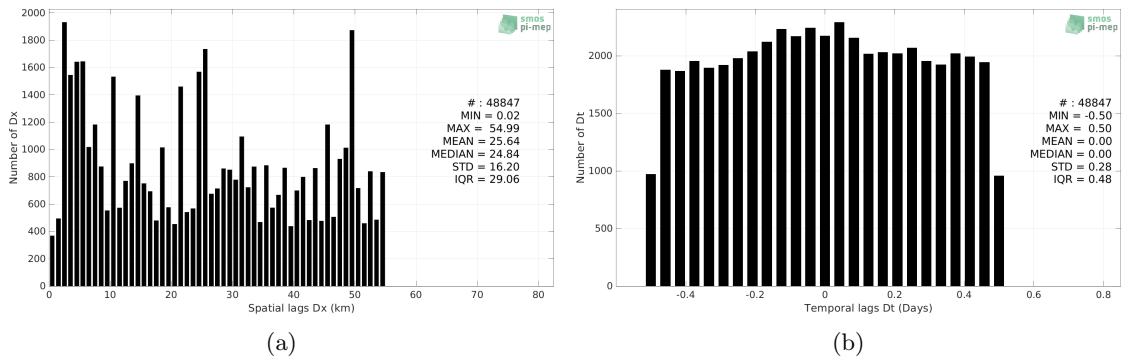 2000
1800
1600
1400
1200
1000
800
600
400
200
0
Number of Dx
0 10 20 30 40 50 60 70 80
Spatial lags Dx (km)
smos
pi-mep
# : 48847
MIN = 0.02
MAX = 54.99
MEAN = 25.64
MEDIAN = 24.84
STD = 16.20
IQR = 29.06
(a)
2000
1500
1000
500
0
Number of Dt
-0.4 -0.2 0 0.2 0.4 0.6 0.8
Temporal lags Dt (Days)
smos
pi-mep
# : 48847
MIN = -0.50
MAX = 0.50
MEAN = 0.00
MEDIAN = 0.00
STD = 0.28
IQR = 0.48
(b)